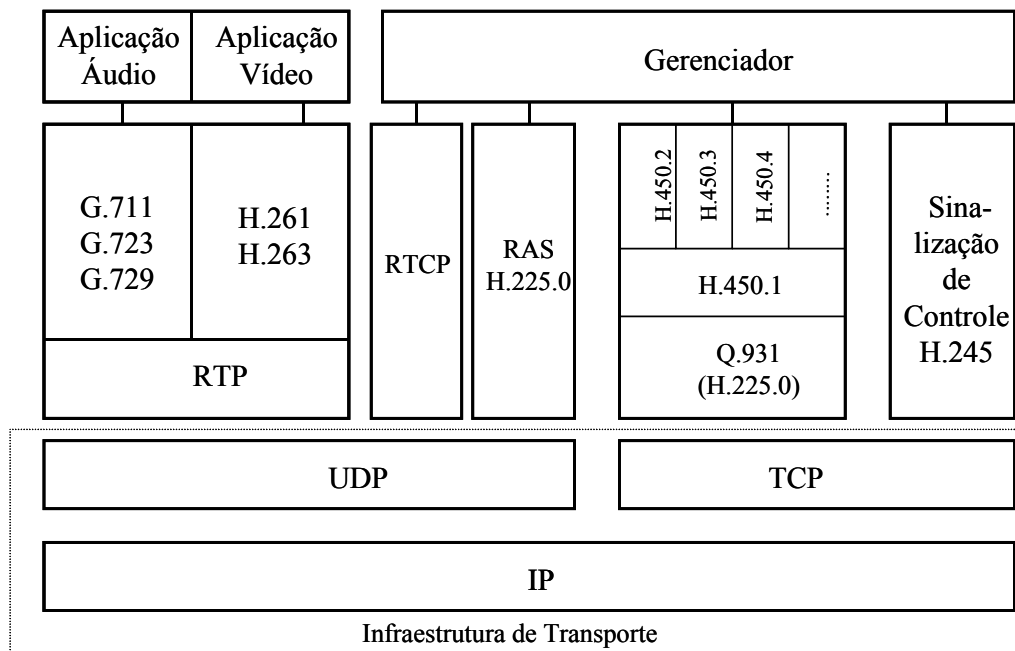 Aplicação
Áudio
Aplicação
Vídeo
Gerenciador
G.711
G.723
G.729
H.261
H.263
RTP
RTCP
RAS
H.225.0
H.450.2
H.450.3
H.450.4
........
H.450.1
Q.931
(H.225.0)
Sina-
lização
de
Controle
H.245
UDP
TCP
IP
Infraestrutura de Transporte